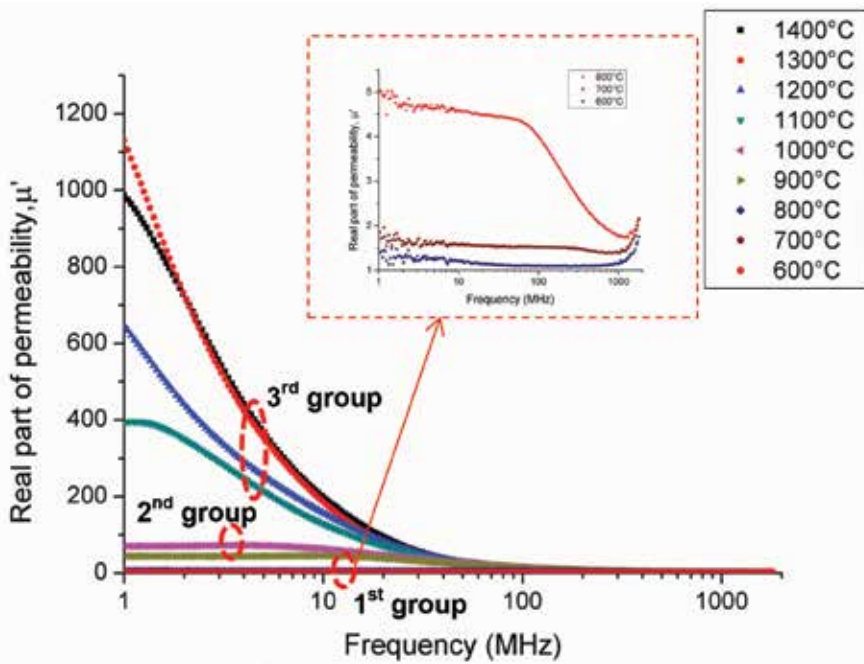 1400°C
1300°C
1200°C
1100°C
1000°C
900°C
800°C
700°C
600°C
Real part of permeability,μ'
1200
1000
800
600
400
200
0
1
10
100
1000
Frequency (MHz)
3rd group
2nd group
1st group
Real part of permeability, μ'
5
4
3
2
1
1
10
100
1000
Frequency (MHz)
800°C
700°C
600°C